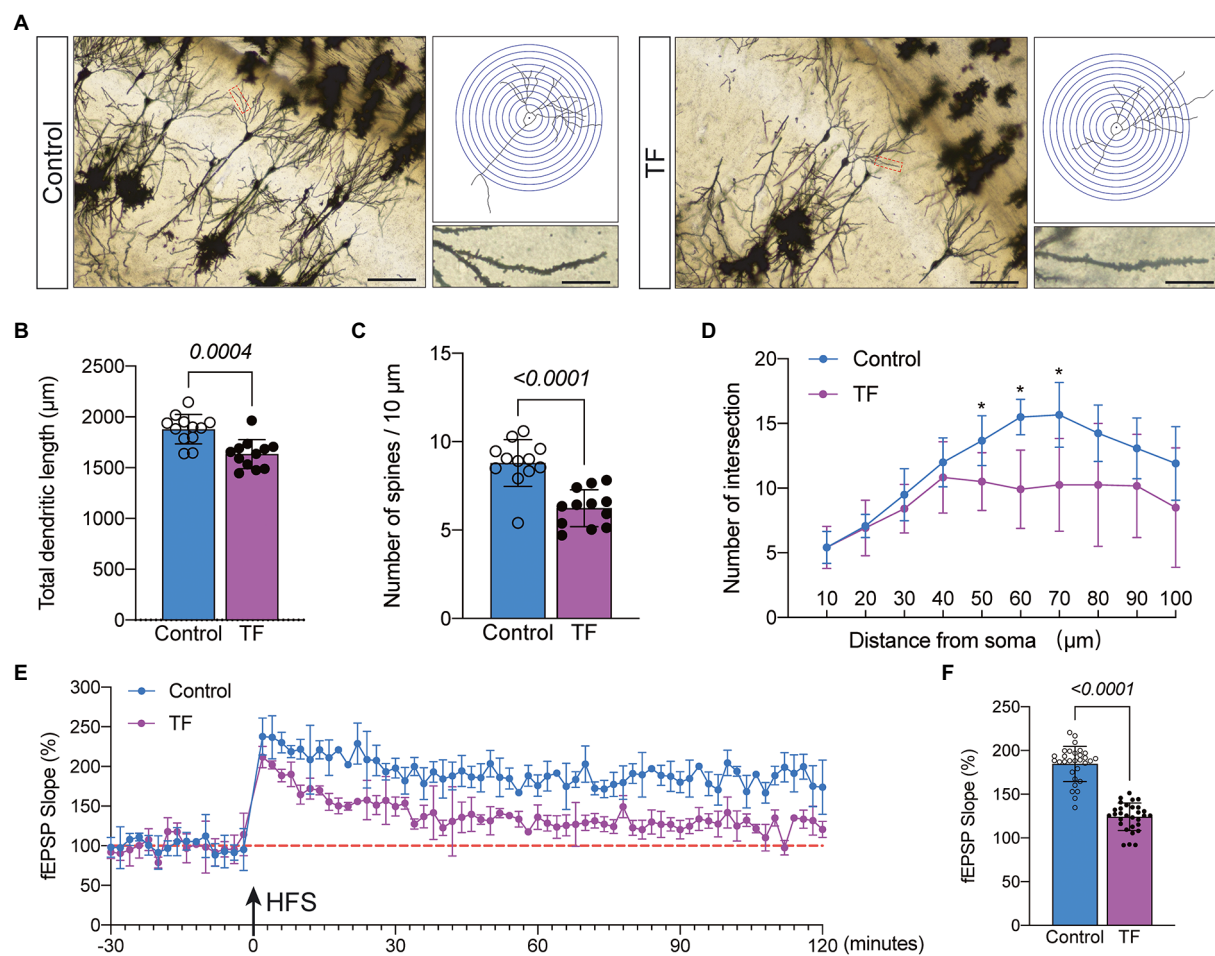 A
Control
TF
B
0.0004
Total dendritic length (μm)
2500
2000
1500
1000
500
0
Control TF
C
<0.0001
Number of spines / 10 μm
15
10
5
0
Control TF
D
Control
TF
* * *
Number of intersection
20
15
10
5
0
10 20 30 40 50 60 70 80 90 100
Distance from soma (μm)
E
Control
TF
fEPSP Slope (%)
300
250
200
150
100
50
0
HFS
-30 0 30 60 90 120 (minutes)
F
<0.0001
fEPSP Slope (%)
250
200
150
100
50
0
Control TF